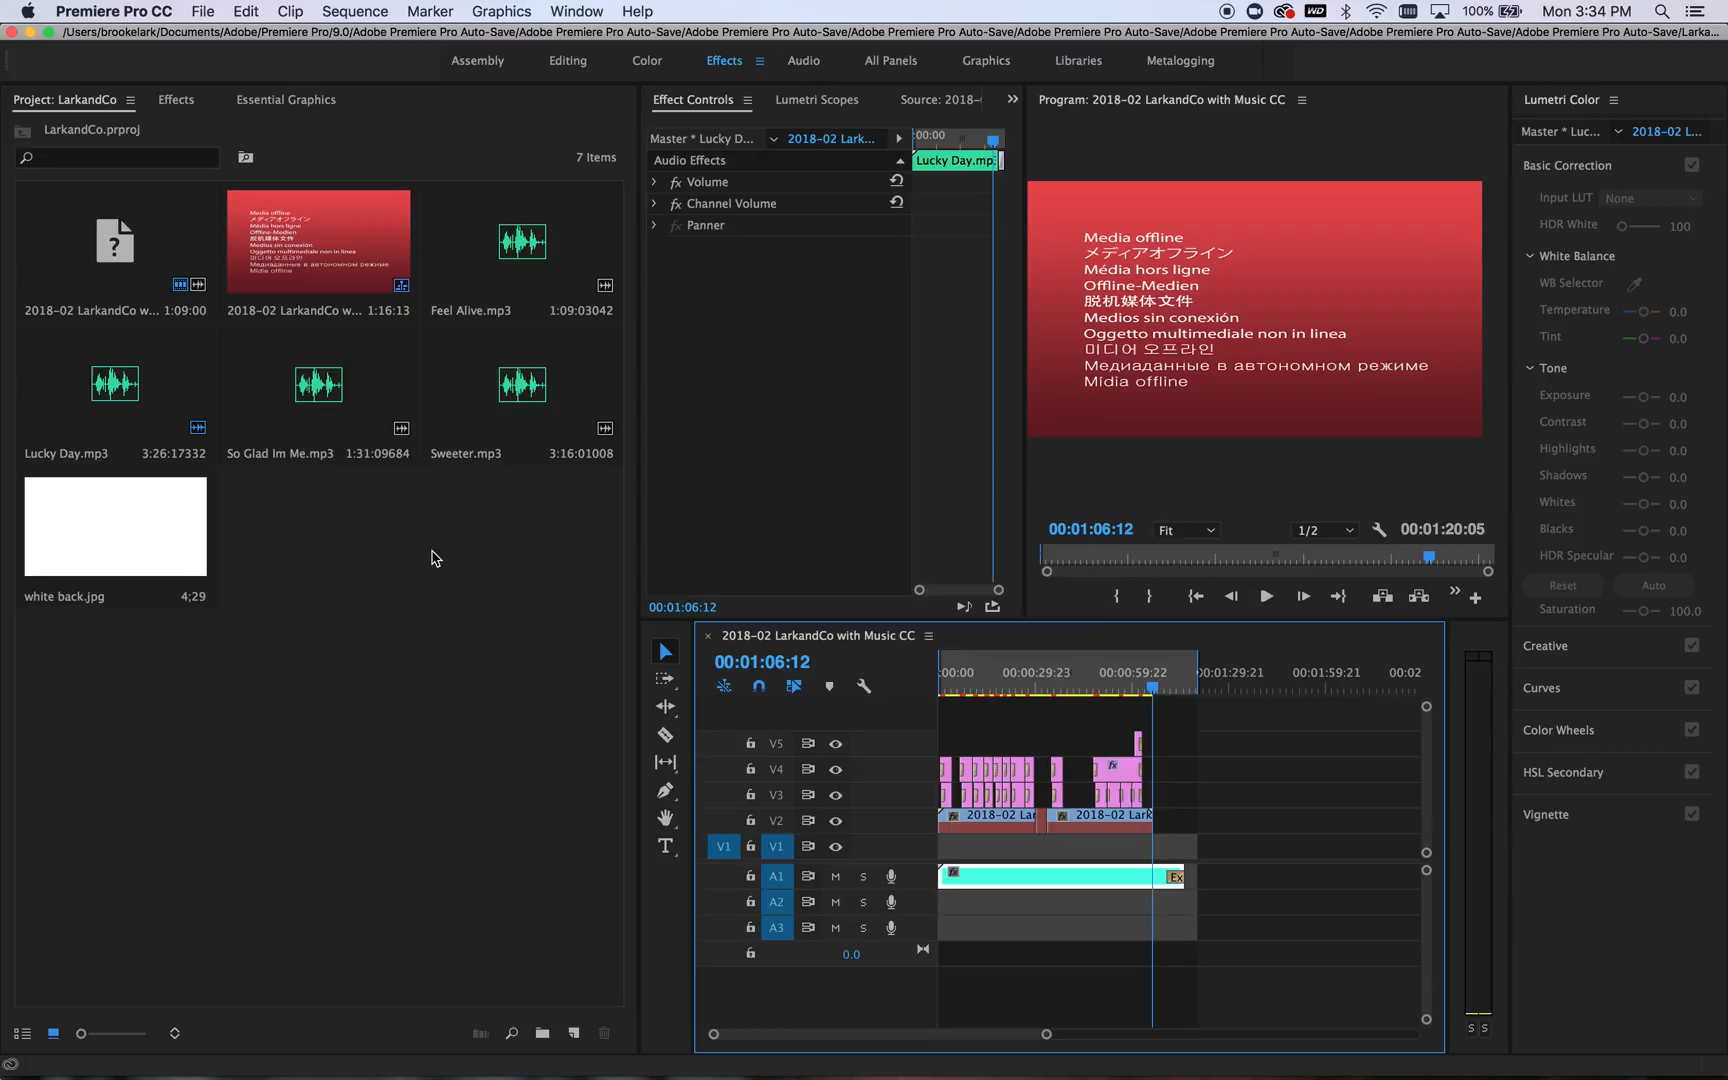 Premiere Pro CC File Edit Clip Sequence Marker Graphics Window Help WD 100% Mon 3:34 PM
/Users/brookelark/Documents/Adobe/Premiere Pro/9.0/Adobe Premiere Pro Auto-Save/Adobe Premiere Pro Auto-Save/Adobe Premiere Pro Auto-Save/Adobe Premiere Pro Auto-Save/Adobe Premiere Pro Auto-Save/Adobe Premiere Pro Auto-Save/Adobe Premiere Pro Auto-Save/Larka...
Assembly Editing Color Effects Audio All Panels Graphics Libraries Metalogging
Project: LarkandCo Effects Essential Graphics
LarkandCo.prproj
7 Items
2018-02 LarkandCo w... 1:09:00
2018-02 LarkandCo w... 1:16:13
Feel Alive.mp3 1:09:03042
Lucky Day.mp3 3:26:17332
So Glad Im Me.mp3 1:31:09684
Sweeter.mp3 3:16:01008
white back.jpg 4;29
Effect Controls Lumetri Scopes Source: 2018-
Master * Lucky D... 2018-02 Lark... :00:00
Audio Effects Lucky Day.mp
fx Volume
fx Channel Volume
fx Panner
00:01:06:12
Program: 2018-02 LarkandCo with Music CC
Media offline
メディアオフライン
Média hors ligne
Offline-Medien
脱机媒体文件
Medios sin conexión
Oggetto multimediale non in linea
미디어 오프라인
Медиаданные в автономном режиме
Mídia offline
00:01:06:12 Fit 1/2 00:01:20:05
Lumetri Color
Master * Luc... 2018-02 L...
Basic Correction
Input LUT None
HDR White 100
White Balance
WB Selector
Temperature 0.0
Tint 0.0
Tone
Exposure 0.0
Contrast 0.0
Highlights 0.0
Shadows 0.0
Whites 0.0
Blacks 0.0
HDR Specular 0.0
Reset Auto
Saturation 100.0
Creative
Curves
Color Wheels
HSL Secondary
Vignette
2018-02 LarkandCo with Music CC
00:01:06:12
:00:00 00:00:29:23 00:00:59:22 00:01:29:21 00:01:59:21 00:02
V5
V4 fx
V3
V2 fx 2018-02 Lar fx 2018-02 Lark
V1 V1
A1 M S fx Ex
A2 M S
A3 M S
0.0
S S